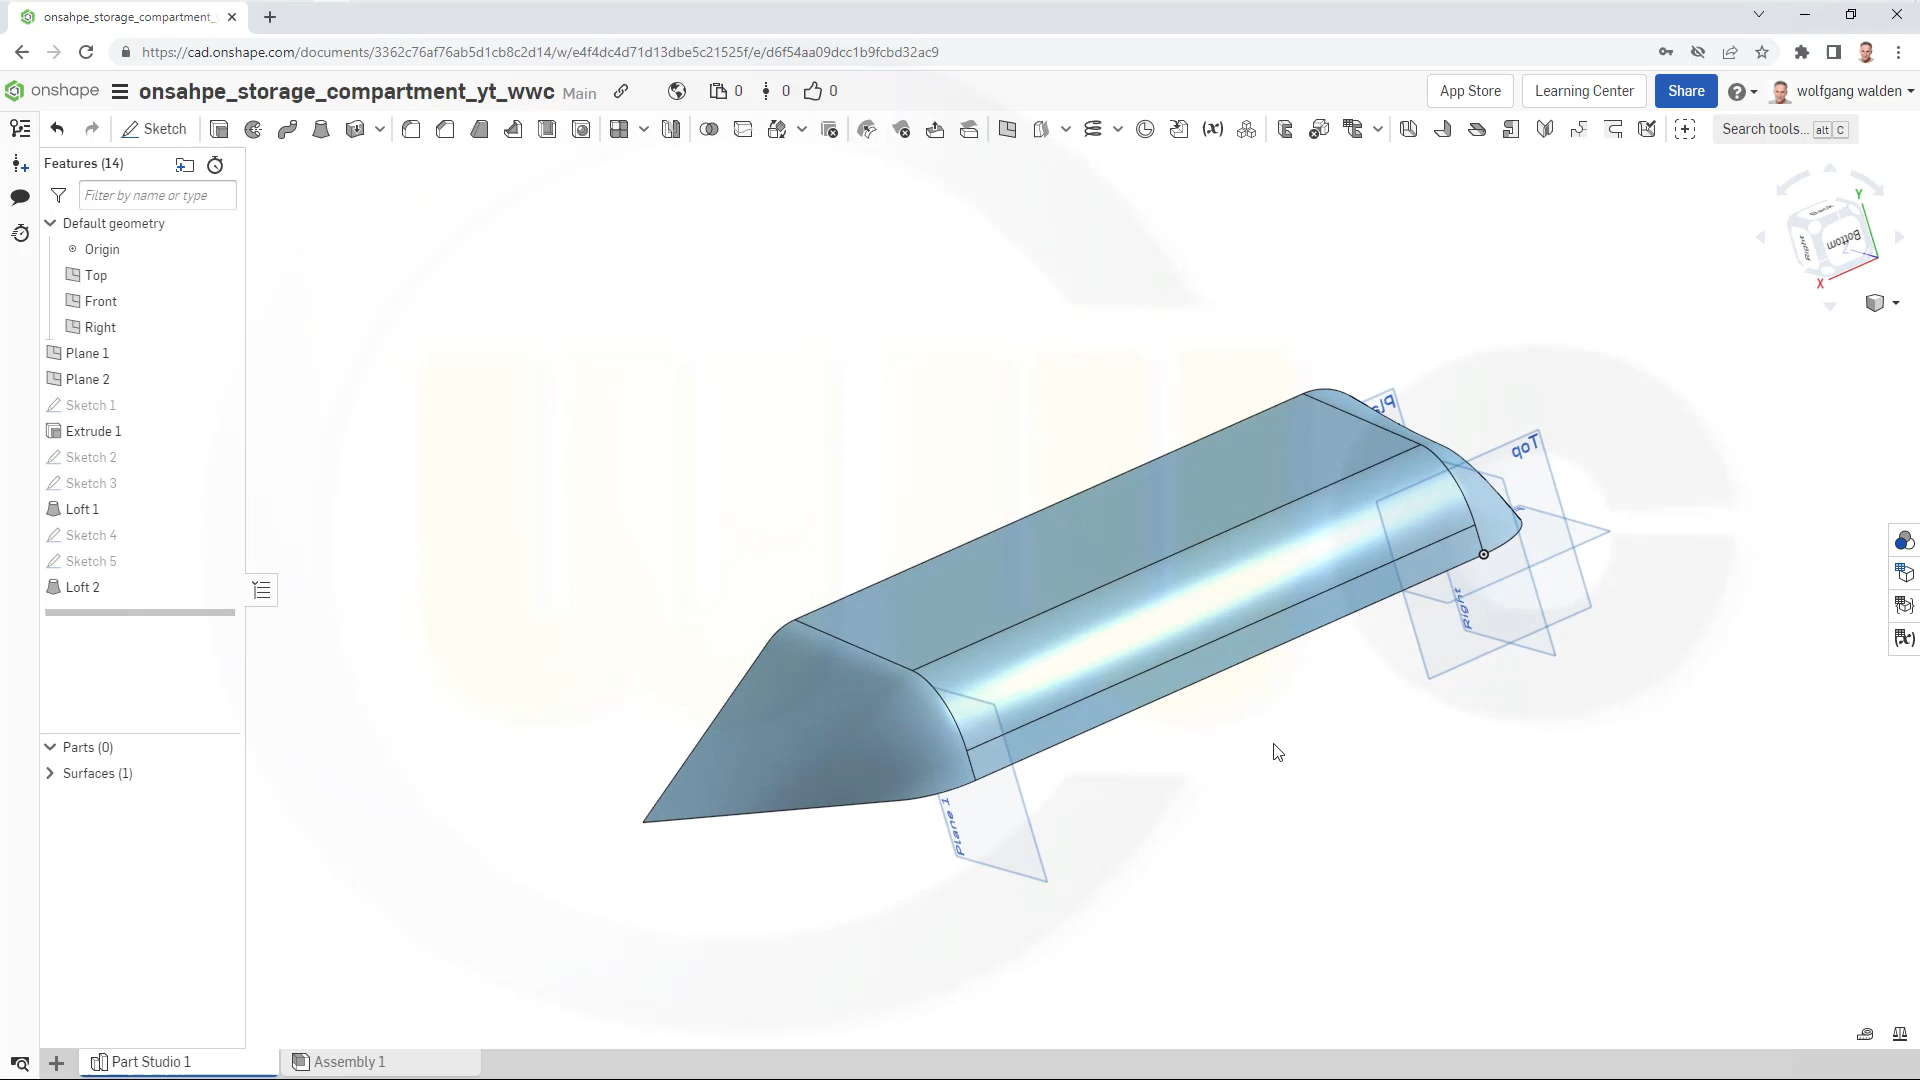 onsahpe_storage_compartment_
https://cad.onshape.com/documents/3362c76af76ab5d1cb8c2d14/w/e4f4dc4d71d13dbe5c21525f/e/d6f54aa09dcc1b9fcbd32ac9
onshape onsahpe_storage_compartment_yt_wwc Main 0 0 0 App Store Learning Center Share wolfgang walden
Sketch Search tools... alt C
Features (14)
Filter by name or type
Default geometry
Origin
Top
Front
Right
Plane 1
Plane 2
Sketch 1
Extrude 1
Sketch 2
Sketch 3
Loft 1
Sketch 4
Sketch 5
Loft 2
Parts (0)
Surfaces (1)
Y
Back
Right
Bottom
Z
X
Pla
Top
Right
Plane 1
Part Studio 1
Assembly 1